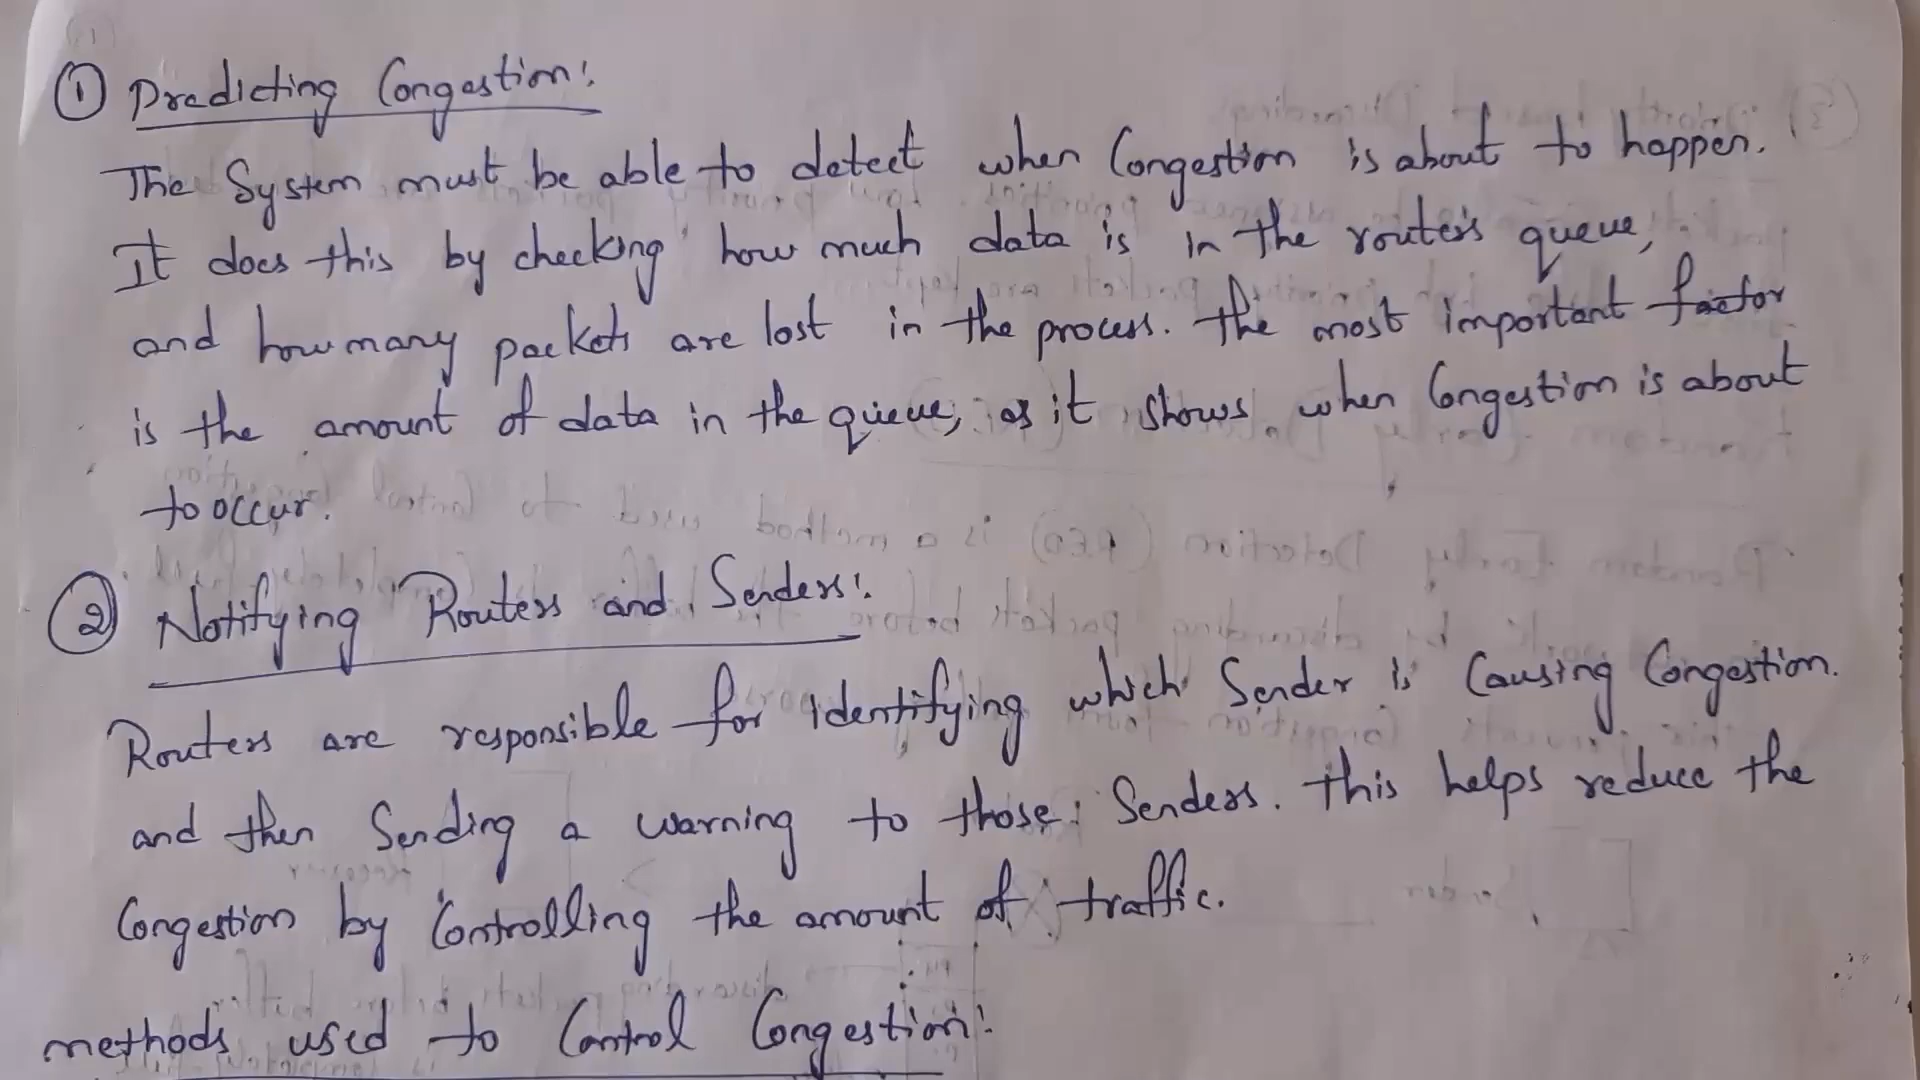 ① Predicting Congestion:
The System must be able to detect when Congestion is about to happen.
It does this by checking how much data is in the router's queue,
and how many packets are lost in the process. the most important factor
is the amount of data in the queue, as it shows when Congestion is about
to occur.
② Notifying Routers and Senders:
Routers are responsible for identifying which Sender is Causing Congestion.
and then Sending a warning to those Senders. this helps reduce the
Congestion by Controlling the amount of traffic.
methods used to Control Congestion: